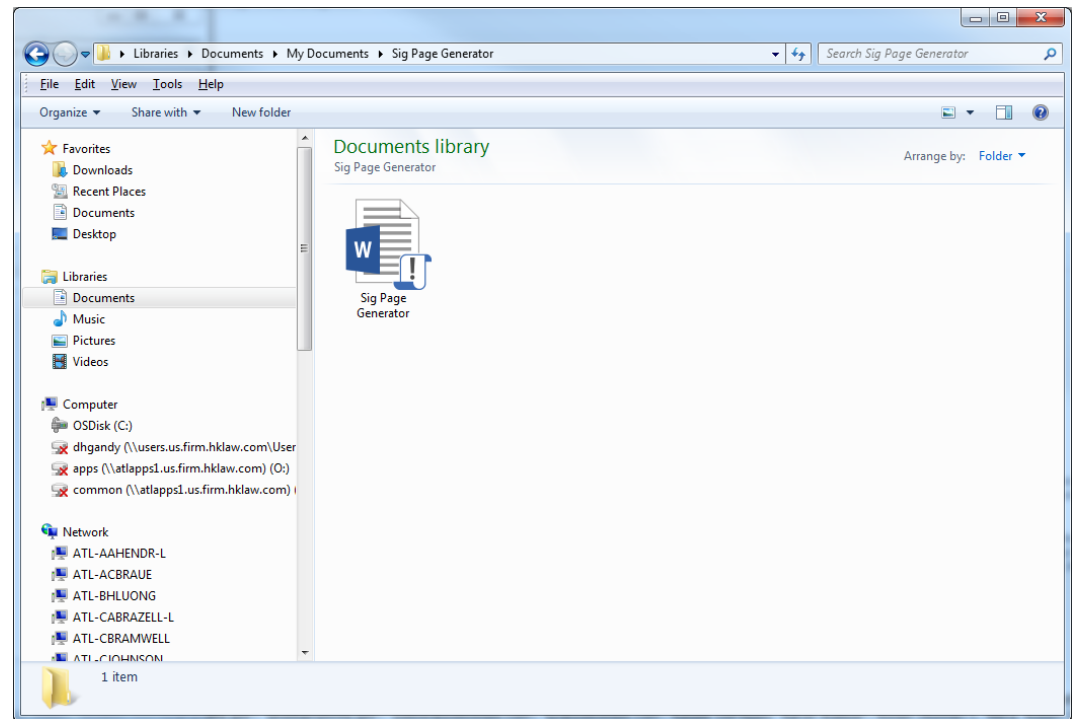 Libraries Documents My Documents Sig Page Generator
Search Sig Page Generator
File Edit View Tools Help
Organize Share with New folder
Favorites
Downloads
Recent Places
Documents
Desktop
Libraries
Documents
Music
Pictures
Videos
Computer
OSDisk (C:)
dhgandy (\\users.us.firm.hklaw.com\User
apps (\\atlapps1.us.firm.hklaw.com) (O:)
common (\\atlapps1.us.firm.hklaw.com) (
Network
ATL-AAHENDR-L
ATL-ACBRAUE
ATL-BHLUONG
ATL-CABRAZELL-L
ATL-CBRAMWELL
ATL-CJOHNSON
Documents library
Sig Page Generator
Arrange by: Folder
W
!
Sig Page
Generator
1 item